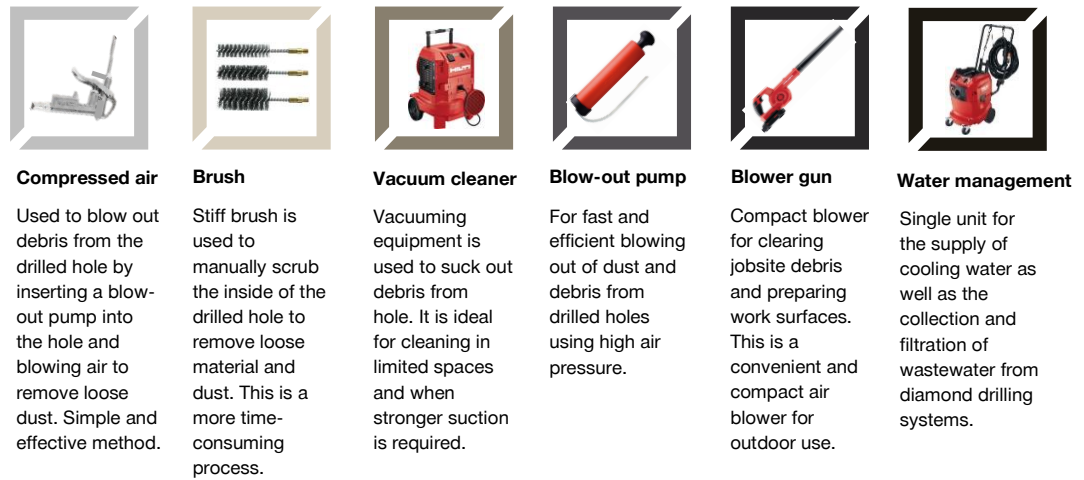 HILTI
Compressed air
Used to blow out
debris from the
drilled hole by
inserting a blow-
out pump into
the hole and
blowing air to
remove loose
dust. Simple and
effective method.
Brush
Stiff brush is
used to
manually scrub
the inside of the
drilled hole to
remove loose
material and
dust. This is a
more time-
consuming
process.
Vacuum cleaner
Vacuuming
equipment is
used to suck out
debris from
hole. It is ideal
for cleaning in
limited spaces
and when
stronger suction
is required.
Blow-out pump
For fast and
efficient blowing
out of dust and
debris from
drilled holes
using high air
pressure.
Blower gun
Compact blower
for clearing
jobsite debris
and preparing
work surfaces.
This is a
convenient and
compact air
blower for
outdoor use.
Water management
Single unit for
the supply of
cooling water as
well as the
collection and
filtration of
wastewater from
diamond drilling
systems.